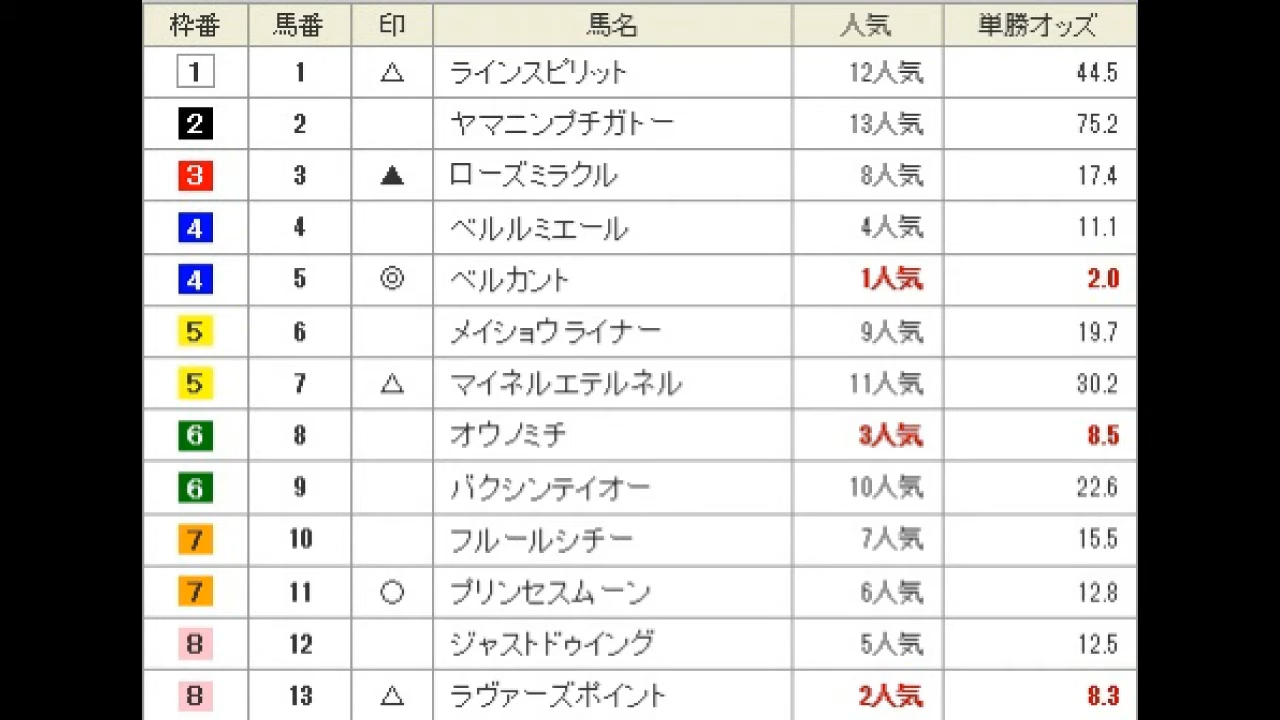 枠番 馬番 印 馬名 人気 単勝オッズ
1 1 △ ラインスピリット 12人気 44.5
2 2 ヤマニンプチガトー 13人気 75.2
3 3 ▲ ローズミラクル 8人気 17.4
4 4 ベルルミエール 4人気 11.1
4 5 ◎ ベルカント 1人気 2.0
5 6 メイショウライナー 9人気 19.7
5 7 △ マイネルエテルネル 11人気 30.2
6 8 オウノミチ 3人気 8.5
6 9 バクシンテイオー 10人気 22.6
7 10 フルールシチー 7人気 15.5
7 11 ○ プリンセスムーン 6人気 12.8
8 12 ジャストドゥイング 5人気 12.5
8 13 △ ラヴァーズポイント 2人気 8.3